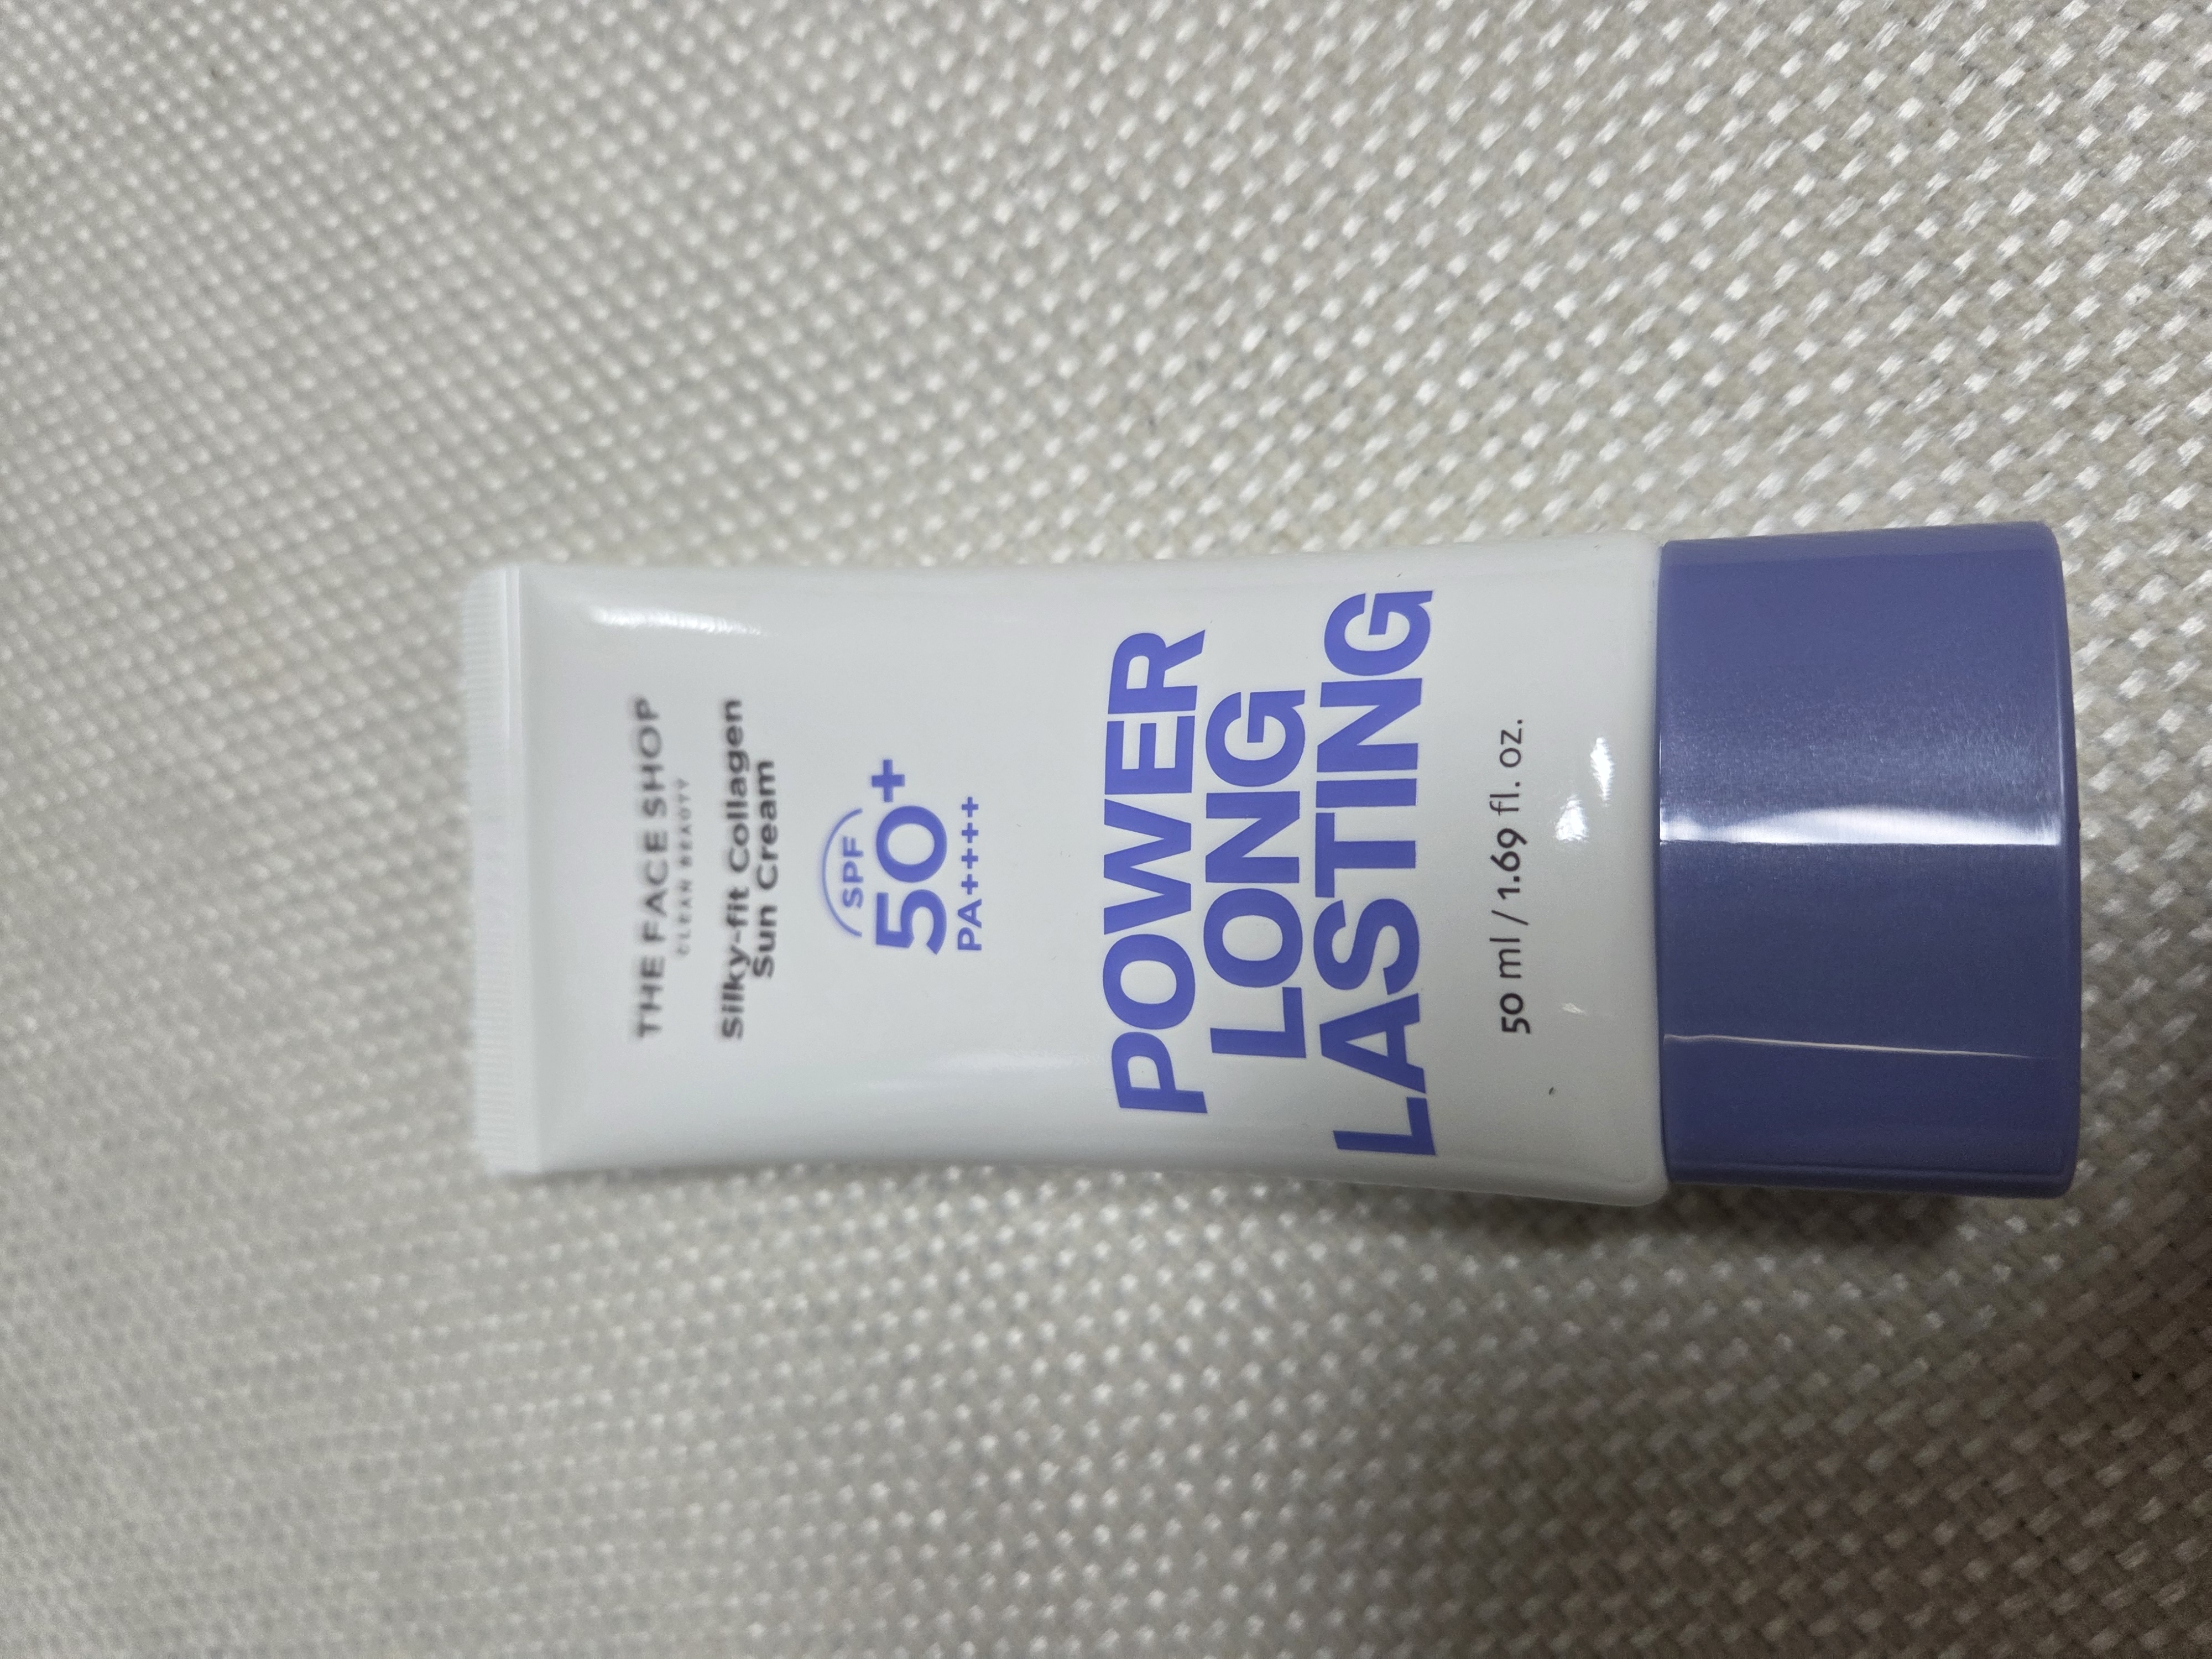 THE FACE SHOP
CLEAN BEAUTY
Silky-fit Collagen
Sun Cream
SPF
50+
PA++++
POWER
LONG
LASTING
50 ml / 1.69 fl. oz.